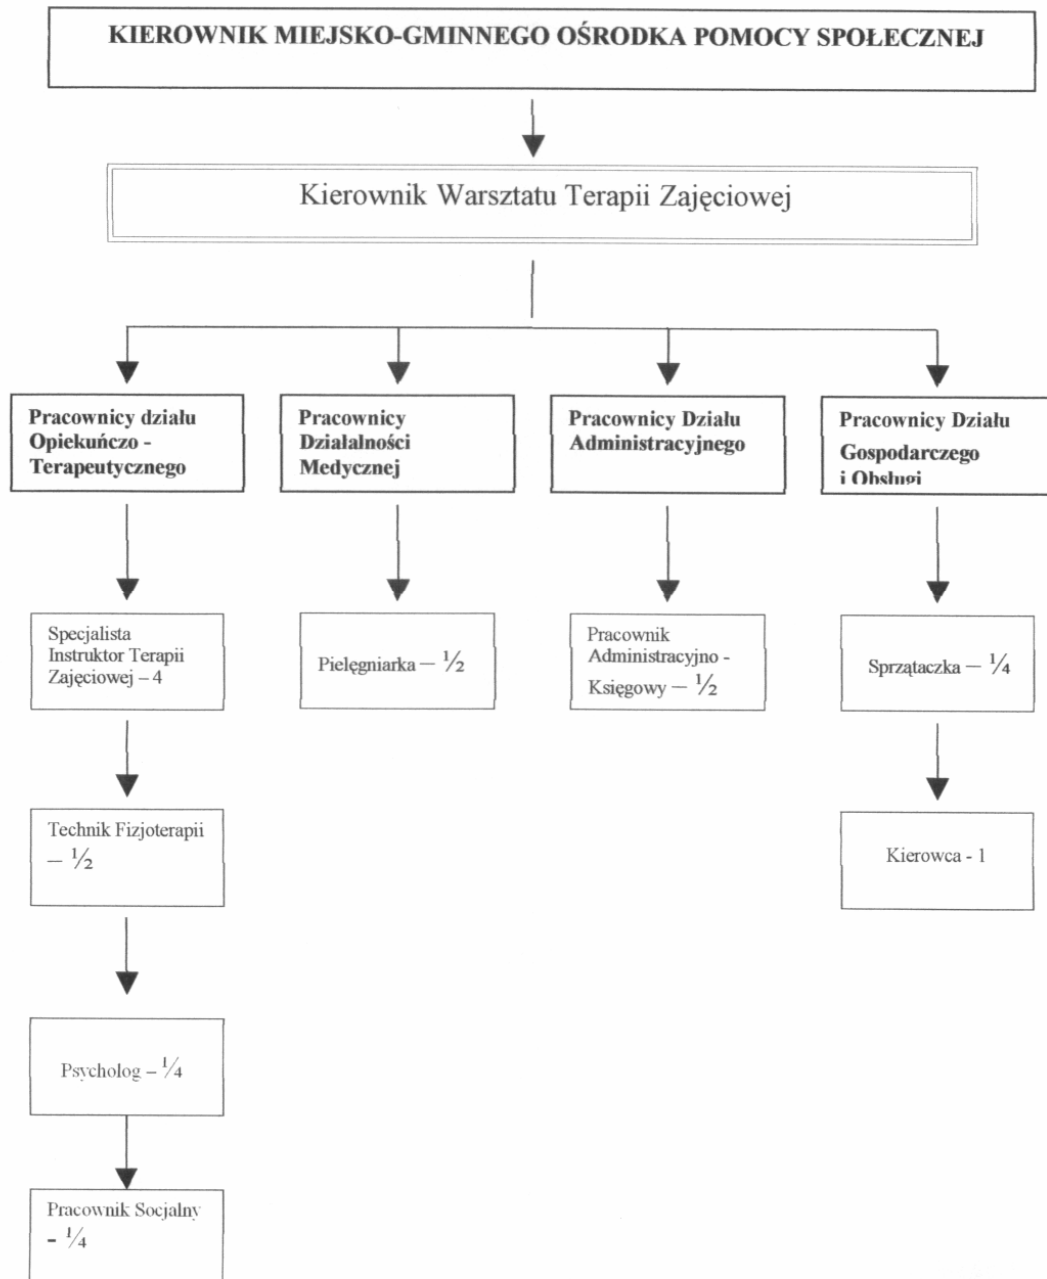 KIEROWNIK MIEJSKO-GMINNEGO OŚRODKA POMOCY SPOŁECZNEJ
Kierownik Warsztatu Terapii Zajęciowej
Pracownicy działu
Opiekuńczo -
Terapeutycznego
Pracownicy
Działalności
Medycznej
Pracownicy Działu
Administracyjnego
Pracownicy Działu
Gospodarczego
i Obsługi
Specjalista
Instruktor Terapii
Zajęciowej – 4
Pielęgniarka – ½
Pracownik
Administracyjno -
Księgowy – ½
Sprzątaczka – ¼
Technik Fizjoterapii
– ½
Kierowca - 1
Psycholog – ¼
Pracownik Socjalny
- ¼